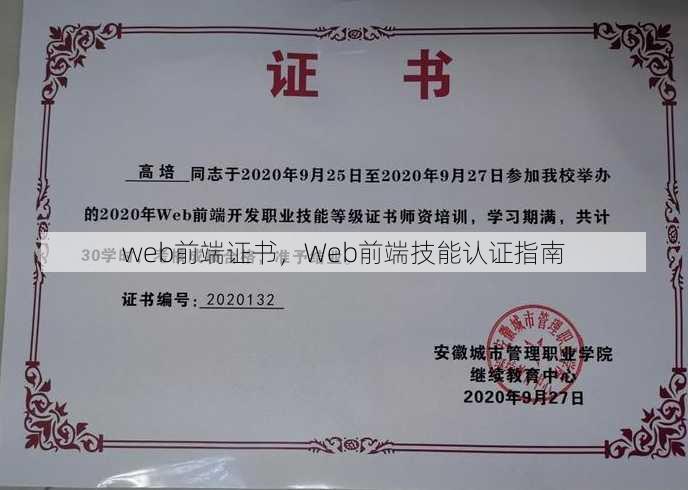 证 书
高培 同志于2020年9月25日至2020年9月27日参加我校举办
的2020年Web前端开发职业技能等级证书师资培训，学习期满，共计
30学时
web前端证书，Web前端技能认证指南
证书编号：2020132
安徽城市管理职业学院
继续教育中心
2020年9月27日